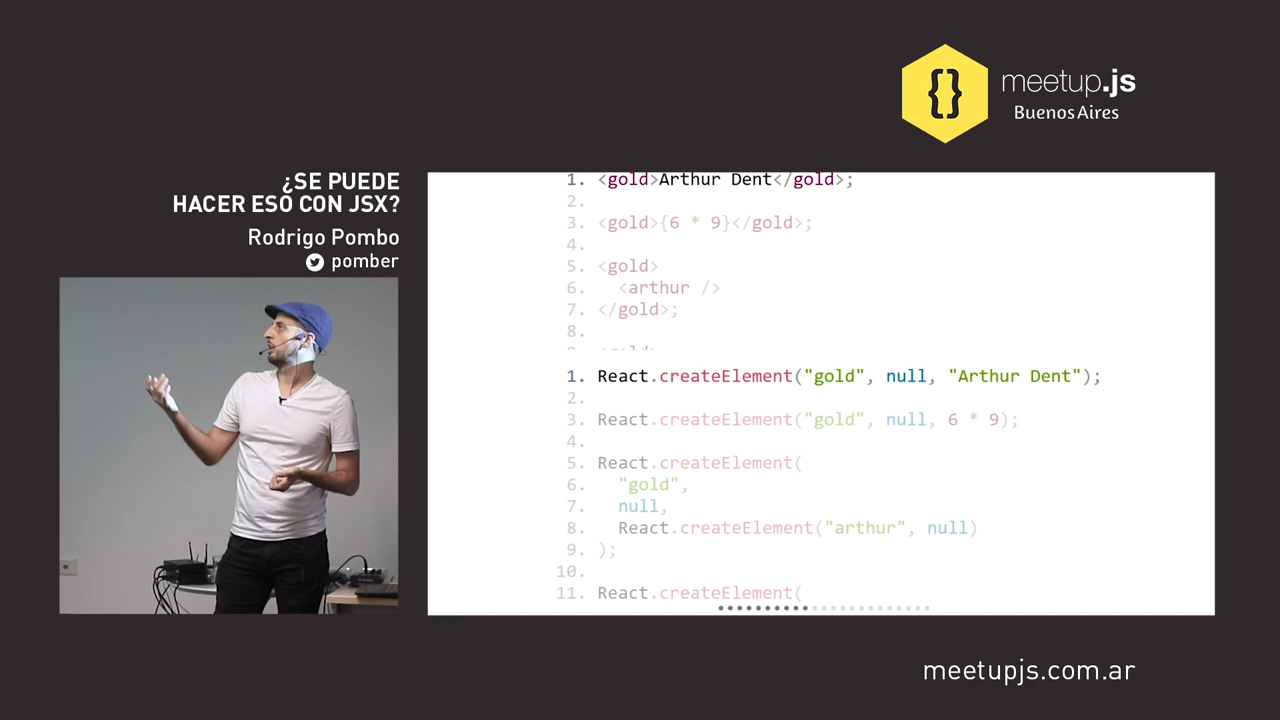 {}
meetup.js
Buenos Aires
¿SE PUEDE
HACER ESO CON JSX?
Rodrigo Pombo
pomber
1. <gold>Arthur Dent</gold>;
2.
3. <gold>{6 * 9}</gold>;
4.
5. <gold>
6. <arthur />
7. </gold>;
8.
1. React.createElement("gold", null, "Arthur Dent");
2.
3. React.createElement("gold", null, 6 * 9);
4.
5. React.createElement(
6. "gold",
7. null,
8. React.createElement("arthur", null)
9. );
10.
11. React.createElement(
meetupjs.com.ar